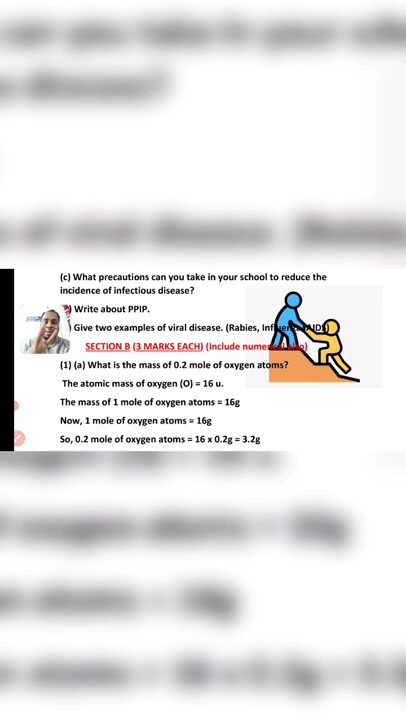 (c) What precautions can you take in your school to reduce the
incidence of infectious disease?
) Write about PPIP.
) Give two examples of viral disease. (Rabies, Influenza, AIDS)
SECTION B (3 MARKS EACH) (Include numerical also)
(1) (a) What is the mass of 0.2 mole of oxygen atoms?
The atomic mass of oxygen (O) = 16 u.
The mass of 1 mole of oxygen atoms = 16g
Now, 1 mole of oxygen atoms = 16g
So, 0.2 mole of oxygen atoms = 16 x 0.2g = 3.2g